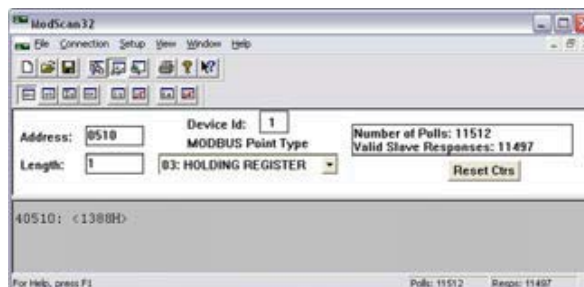 ModScan32
File Connection Setup View Window Help
Address: 0510
Device Id: 1
MODBUS Point Type
Length: 1
03: HOLDING REGISTER
Number of Polls: 11512
Valid Slave Responses: 11497
Reset Ctrs
40510: <1388H>
For Help, press F1
Polls: 11512
Resps: 11497